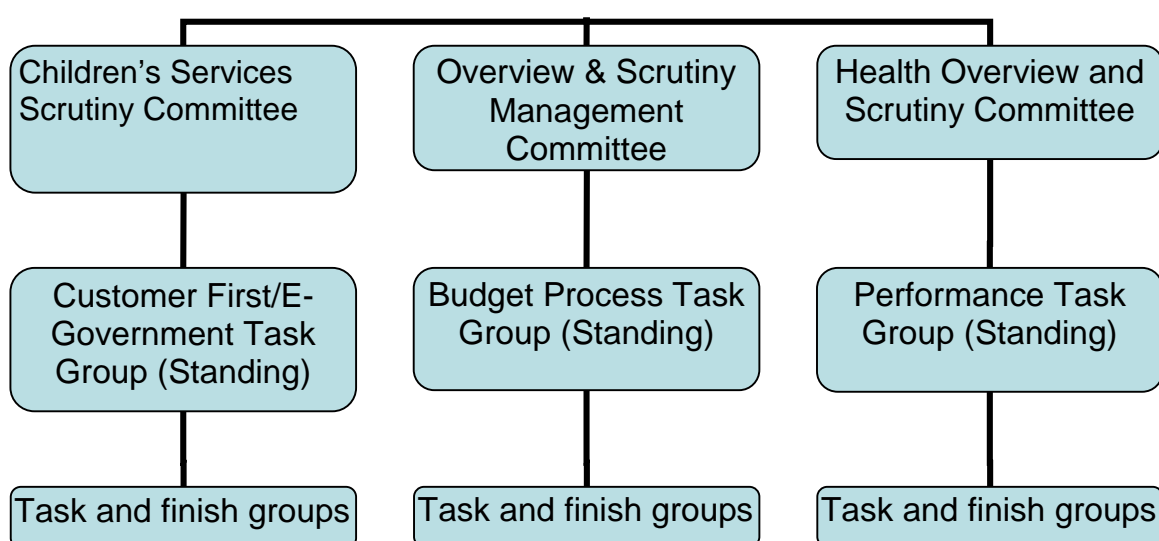 Children’s Services
Scrutiny Committee
Overview & Scrutiny
Management
Committee
Health Overview and
Scrutiny Committee
Customer First/E-
Government Task
Group (Standing)
Budget Process Task
Group (Standing)
Performance Task
Group (Standing)
Task and finish groups
Task and finish groups
Task and finish groups